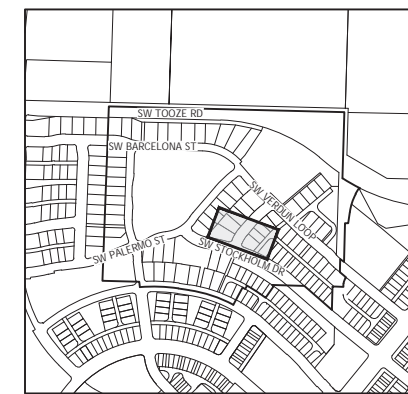 SW TOOZE RD
SW BARCELONA ST
SW VERDUN LOOP
SW PALERMO ST
SW STOCKHOLM DR